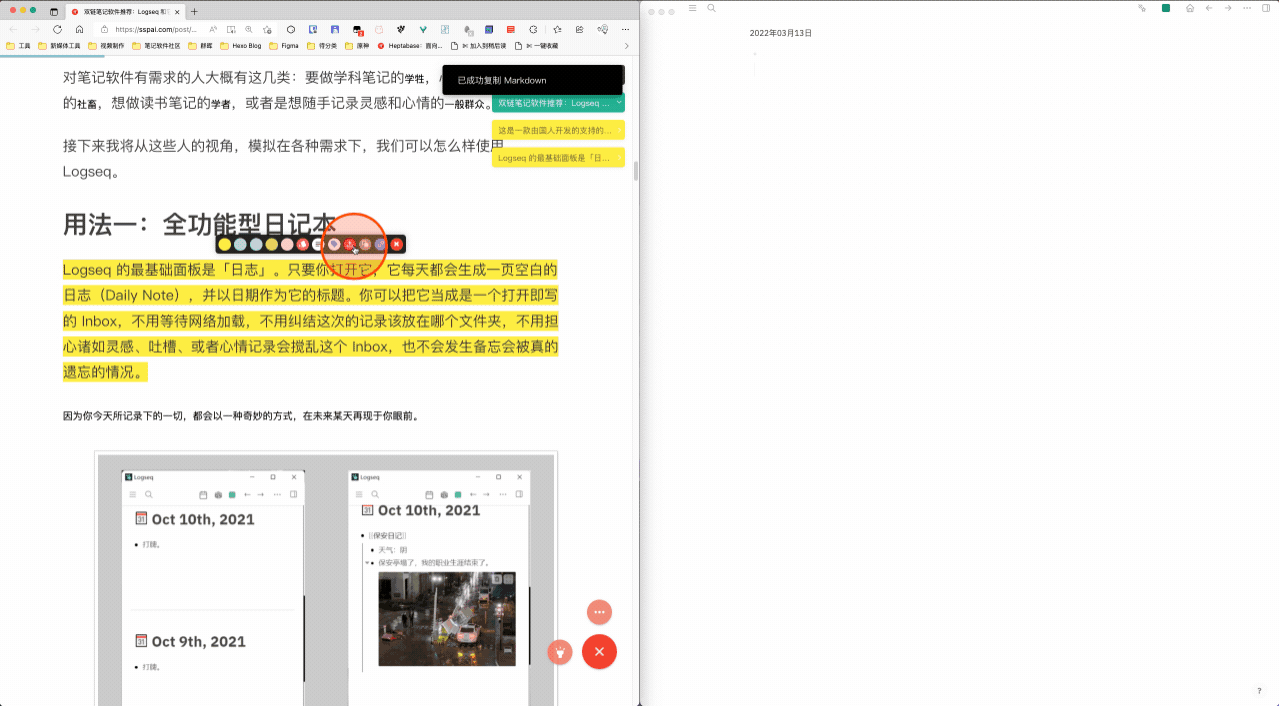 双链笔记软件推荐：Logseq 和它
https://sspai.com/post/...
工具
新媒体工具
视频制作
笔记软件社区
群晖
Hexo Blog
Figma
待分类
原神
Heptabase：面向...
加入到稍后读
一键收藏
对笔记软件有需求的人大概有这几类：要做学科笔记的学牲，
的社畜，想做读书笔记的学者，或者是想随手记录灵感和心情的一般群众。
已成功复制 Markdown
双链笔记软件推荐：Logseq ...
这是一款由国人开发的支持的...
Logseq 的最基础面板是「日...
接下来我将从这些人的视角，模拟在各种需求下，我们可以怎么样使用
Logseq。
用法一：全功能型日记本
Logseq 的最基础面板是「日志」。只要你打开它，它每天都会生成一页空白的
日志（Daily Note），并以日期作为它的标题。你可以把它当成是一个打开即写
的 Inbox，不用等待网络加载，不用纠结这次的记录该放在哪个文件夹，不用担
心诸如灵感、吐槽、或者心情记录会搅乱这个 Inbox，也不会发生备忘会被真的
遗忘的情况。
因为你今天所记录下的一切，都会以一种奇妙的方式，在未来某天再现于你眼前。
Logseq
Oct 10th, 2021
打嗝。
Oct 9th, 2021
打嗝。
Logseq
Oct 10th, 2021
[[保安日记]]
天气：阴
保安亭塌了，我的职业生涯结束了。
2022年03月13日
?